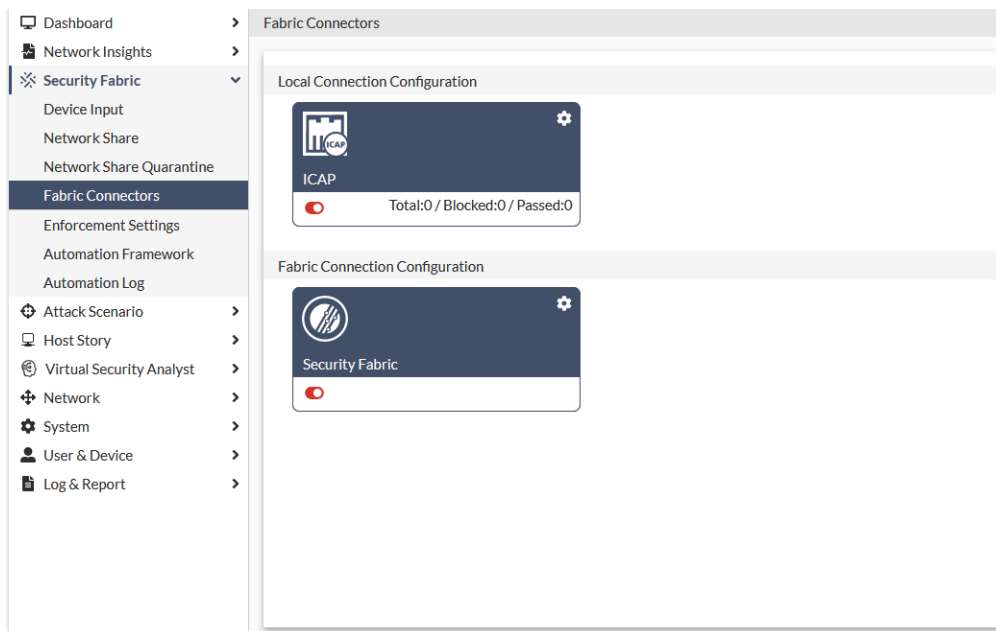 Dashboard
Network Insights
Security Fabric
Device Input
Network Share
Network Share Quarantine
Fabric Connectors
Enforcement Settings
Automation Framework
Automation Log
Attack Scenario
Host Story
Virtual Security Analyst
Network
System
User & Device
Log & Report
Fabric Connectors
Local Connection Configuration
ICAP
ICAP
Total:0 / Blocked:0 / Passed:0
Fabric Connection Configuration
Security Fabric